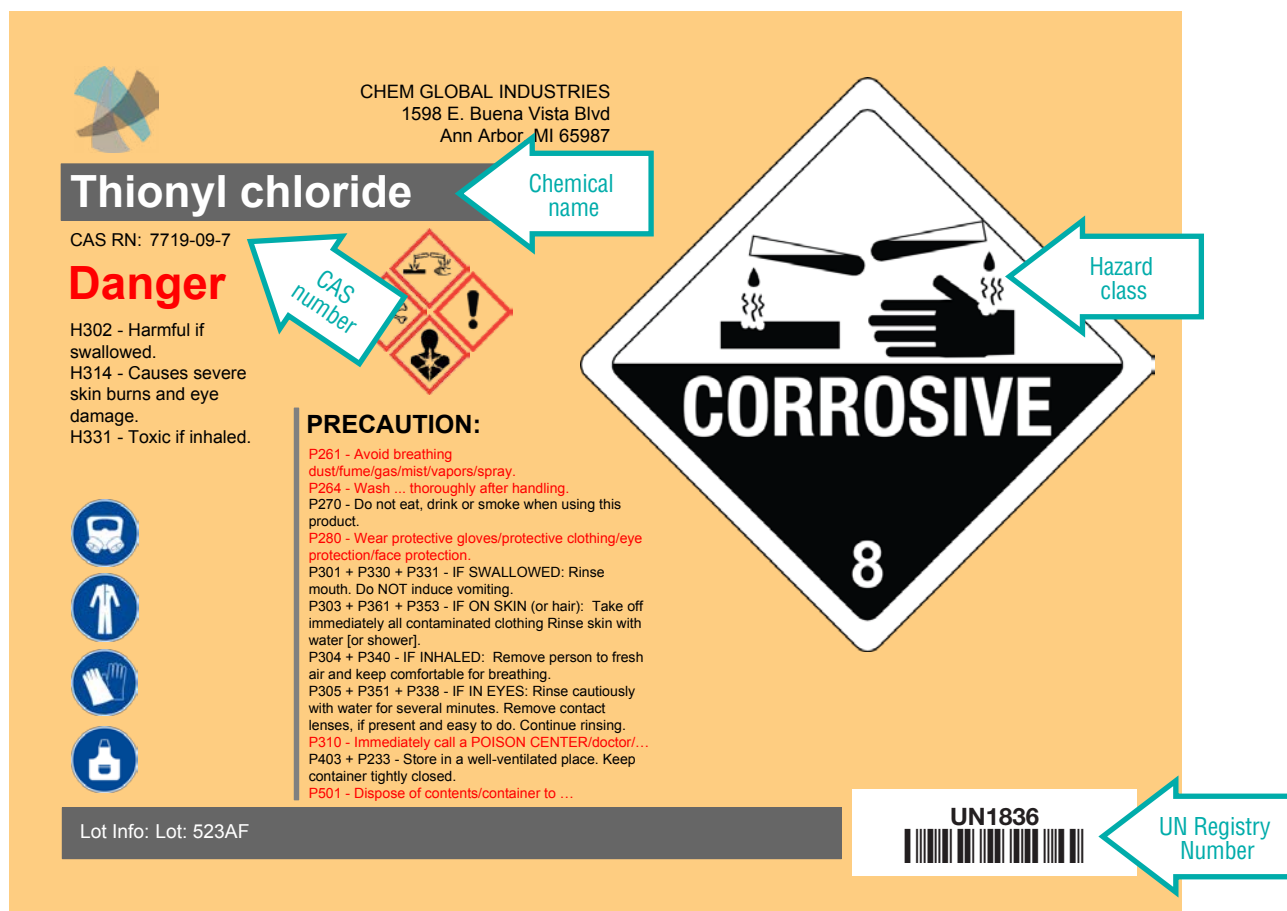 CHEM GLOBAL INDUSTRIES
1598 E. Buena Vista Blvd
Ann Arbor, MI 65987
Thionyl chloride
Chemical
name
CAS RN: 7719-09-7
CAS
number
Danger
H302 - Harmful if
swallowed.
H314 - Causes severe
skin burns and eye
damage.
H331 - Toxic if inhaled.
PRECAUTION:
P261 - Avoid breathing
dust/fume/gas/mist/vapors/spray.
P264 - Wash ... thoroughly after handling.
P270 - Do not eat, drink or smoke when using this
product.
P280 - Wear protective gloves/protective clothing/eye
protection/face protection.
P301 + P330 + P331 - IF SWALLOWED: Rinse
mouth. Do NOT induce vomiting.
P303 + P361 + P353 - IF ON SKIN (or hair): Take off
immediately all contaminated clothing Rinse skin with
water [or shower].
P304 + P340 - IF INHALED: Remove person to fresh
air and keep comfortable for breathing.
P305 + P351 + P338 - IF IN EYES: Rinse cautiously
with water for several minutes. Remove contact
lenses, if present and easy to do. Continue rinsing.
P310 - Immediately call a POISON CENTER/doctor/…
P403 + P233 - Store in a well-ventilated place. Keep
container tightly closed.
P501 - Dispose of contents/container to …
Hazard
class
CORROSIVE
8
Lot Info: Lot: 523AF
UN1836
UN Registry
Number